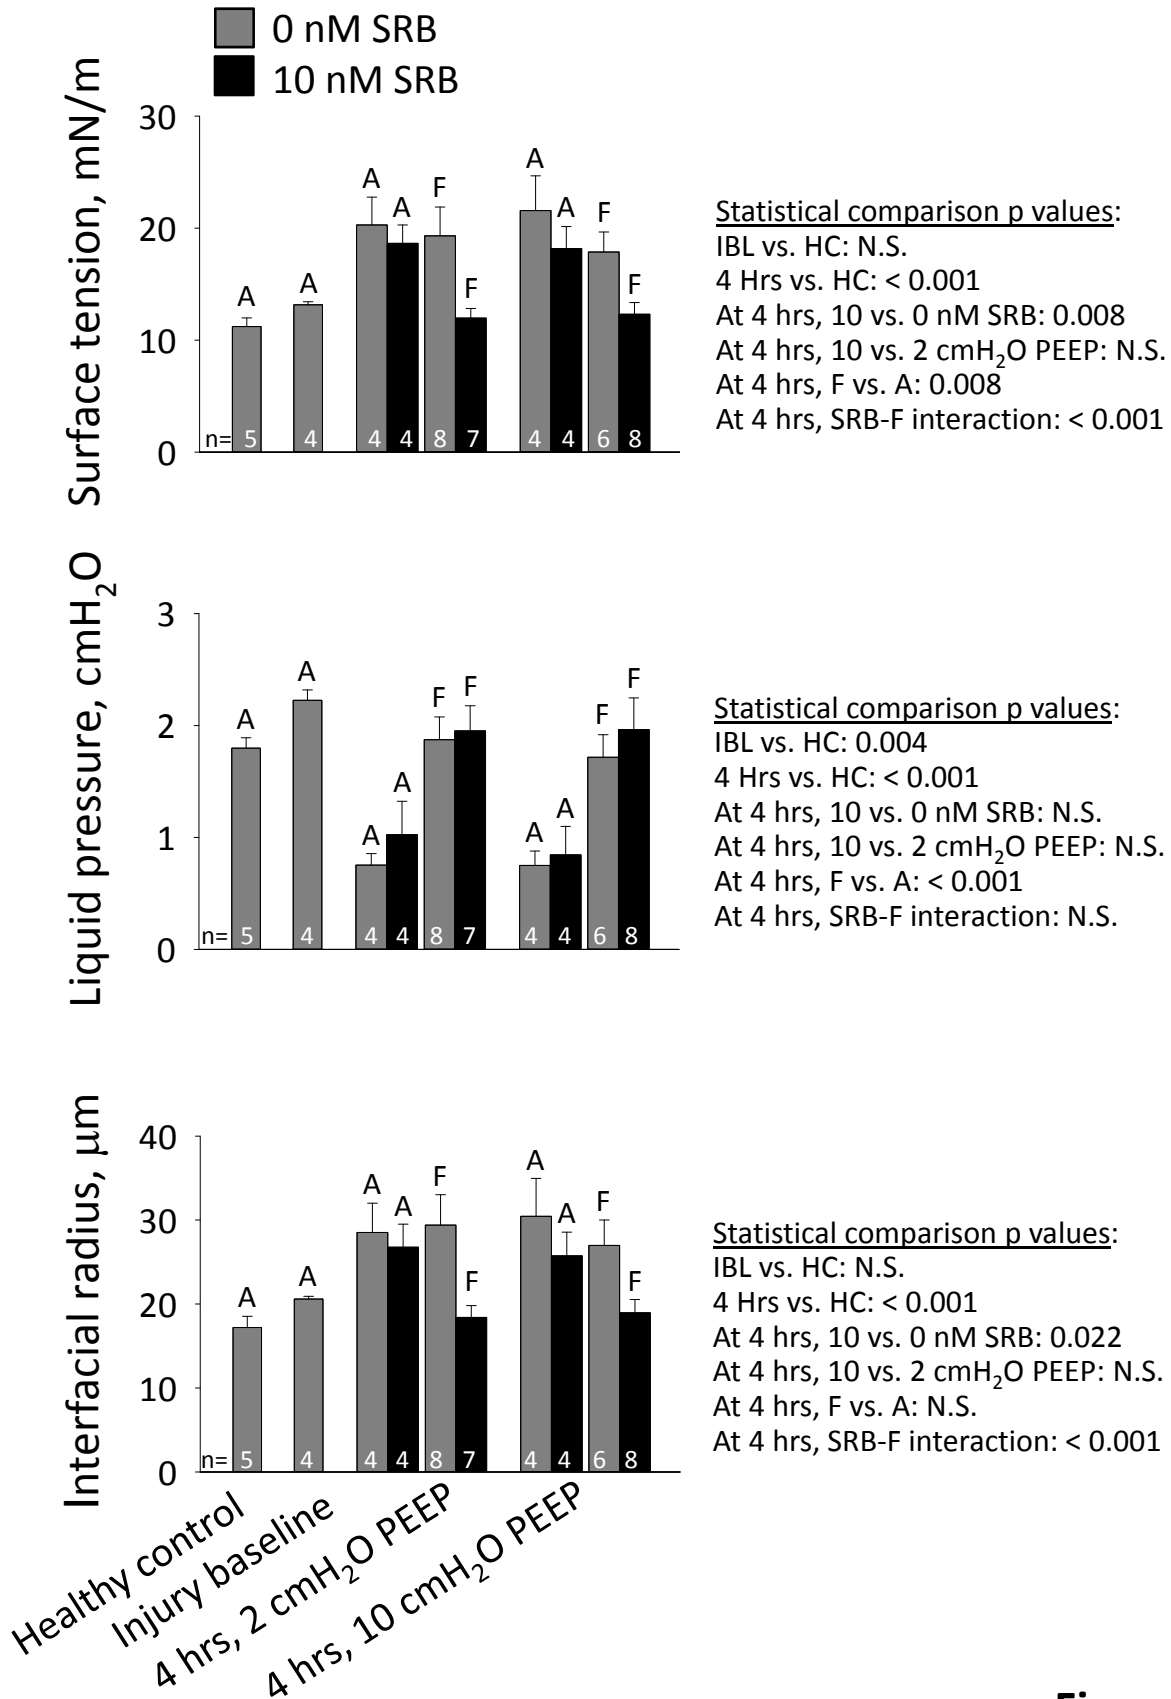 0 nM SRB
10 nM SRB
Surface tension, mN/m
30
20
10
0
A
A
A
A
F
F
A
A
F
F
n= 5 4 4 4 8 7 4 4 6 8
Statistical comparison p values:
IBL vs. HC: N.S.
4 Hrs vs. HC: < 0.001
At 4 hrs, 10 vs. 0 nM SRB: 0.008
At 4 hrs, 10 vs. 2 cmH₂O PEEP: N.S.
At 4 hrs, F vs. A: 0.008
At 4 hrs, SRB-F interaction: < 0.001
Liquid pressure, cmH₂O
3
2
1
0
A
A
A
A
F
F
A
A
F
F
n= 5 4 4 4 8 7 4 4 6 8
Statistical comparison p values:
IBL vs. HC: 0.004
4 Hrs vs. HC: < 0.001
At 4 hrs, 10 vs. 0 nM SRB: N.S.
At 4 hrs, 10 vs. 2 cmH₂O PEEP: N.S.
At 4 hrs, F vs. A: < 0.001
At 4 hrs, SRB-F interaction: N.S.
Interfacial radius, µm
40
30
20
10
0
A
A
A
A
F
F
A
A
F
F
n= 5 4 4 4 8 7 4 4 6 8
Statistical comparison p values:
IBL vs. HC: N.S.
4 Hrs vs. HC: < 0.001
At 4 hrs, 10 vs. 0 nM SRB: 0.022
At 4 hrs, 10 vs. 2 cmH₂O PEEP: N.S.
At 4 hrs, F vs. A: N.S.
At 4 hrs, SRB-F interaction: < 0.001
Healthy control
Injury baseline
4 hrs, 2 cmH₂O PEEP
4 hrs, 10 cmH₂O PEEP